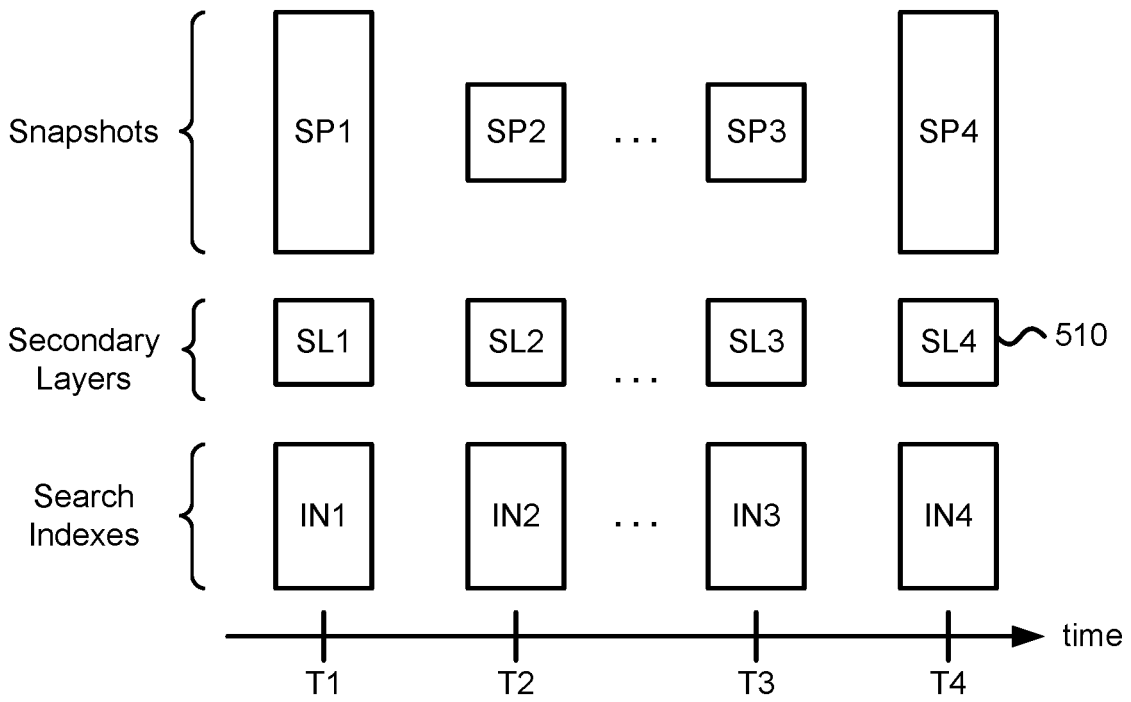 Snapshots
SP1
SP2
. . .
SP3
SP4
Secondary
Layers
SL1
SL2
. . .
SL3
SL4
510
Search
Indexes
IN1
IN2
. . .
IN3
IN4
time
T1
T2
T3
T4